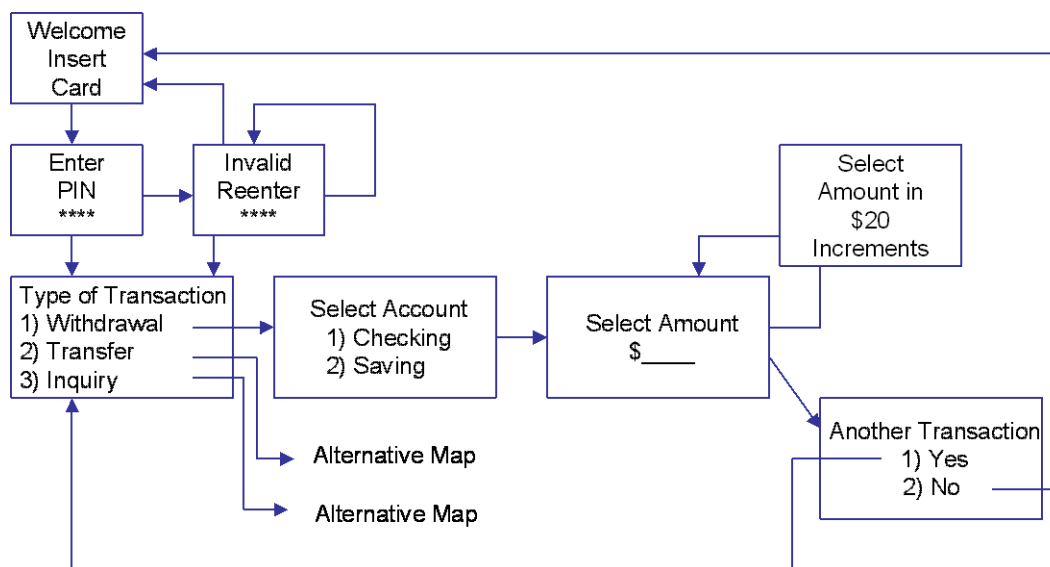 Welcome
Insert
Card
Enter
PIN
****
Invalid
Reenter
****
Select
Amount in
$20
Increments
Type of Transaction
1) Withdrawal
2) Transfer
3) Inquiry
Select Account
1) Checking
2) Saving
Select Amount
$____
Another Transaction
1) Yes
2) No
Alternative Map
Alternative Map